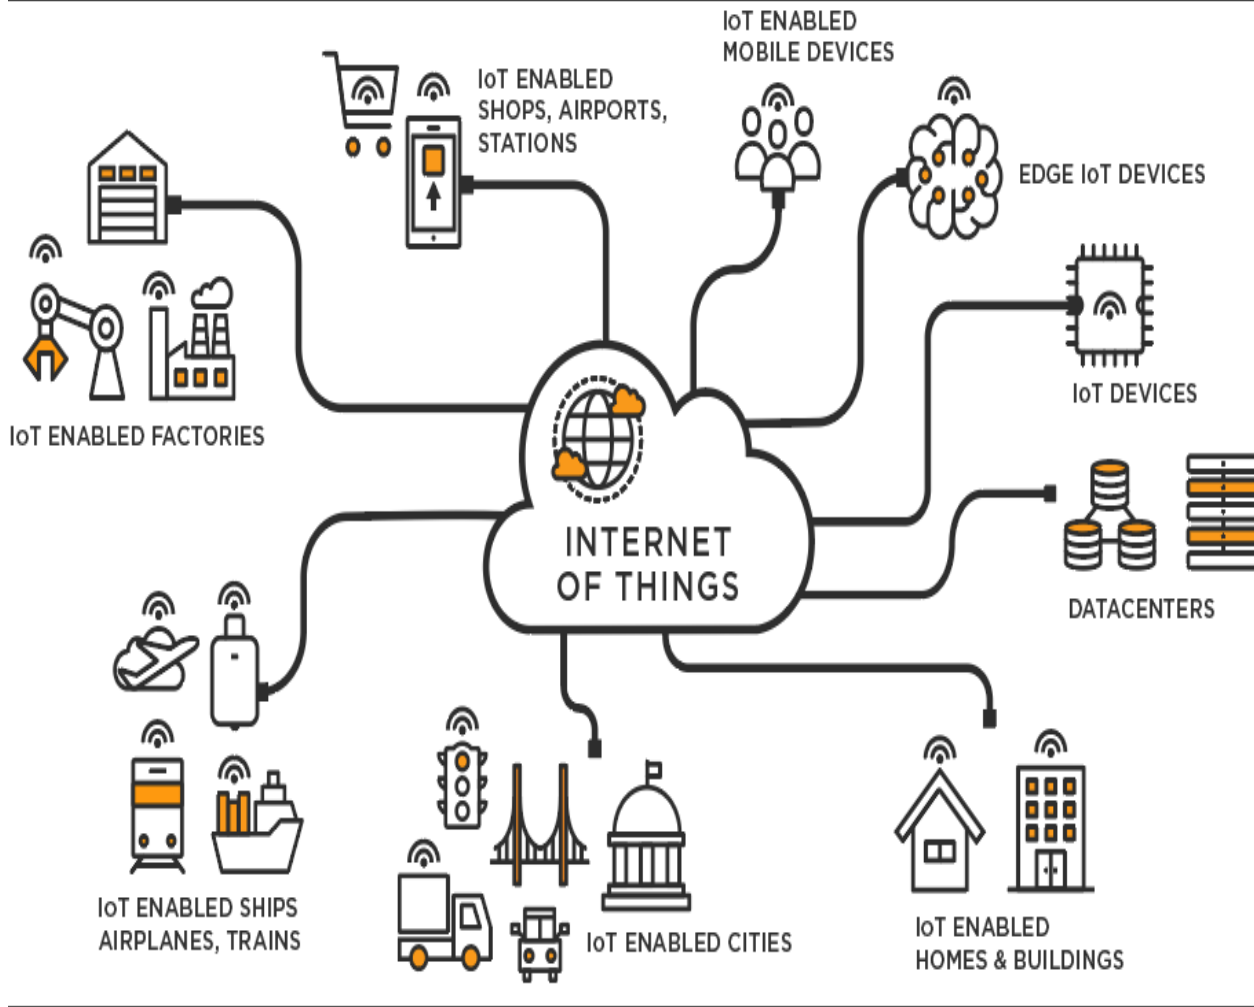 IoT ENABLED
MOBILE DEVICES
IoT ENABLED
SHOPS, AIRPORTS,
STATIONS
EDGE IoT DEVICES
IoT DEVICES
IoT ENABLED FACTORIES
INTERNET
OF THINGS
DATACENTERS
IoT ENABLED SHIPS
AIRPLANES, TRAINS
IoT ENABLED CITIES
IoT ENABLED
HOMES & BUILDINGS